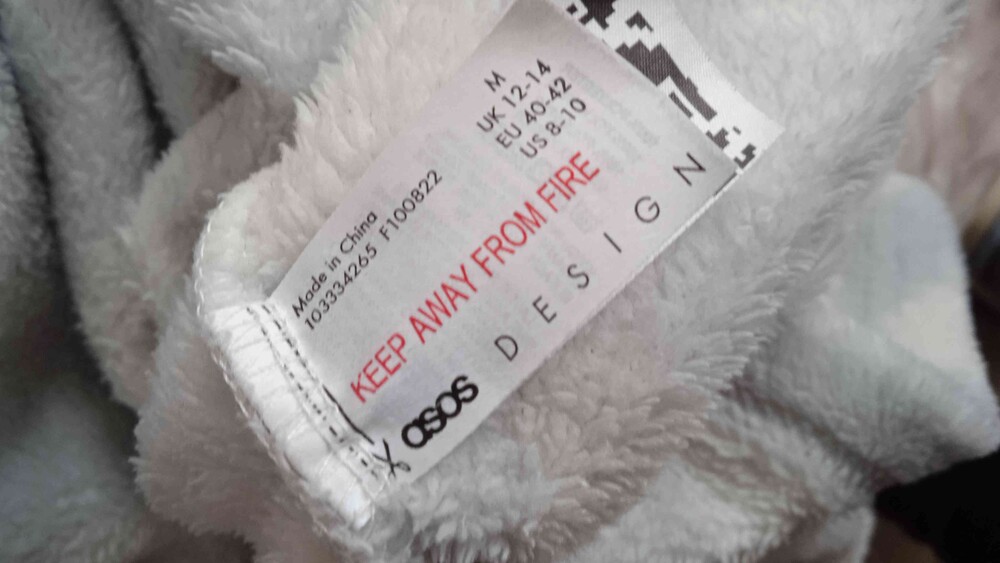 M
UK 12-14
EU 40-42
US 8-10
Made in China
103334265 F100822
KEEP AWAY FROM FIRE
asos
DESIGN